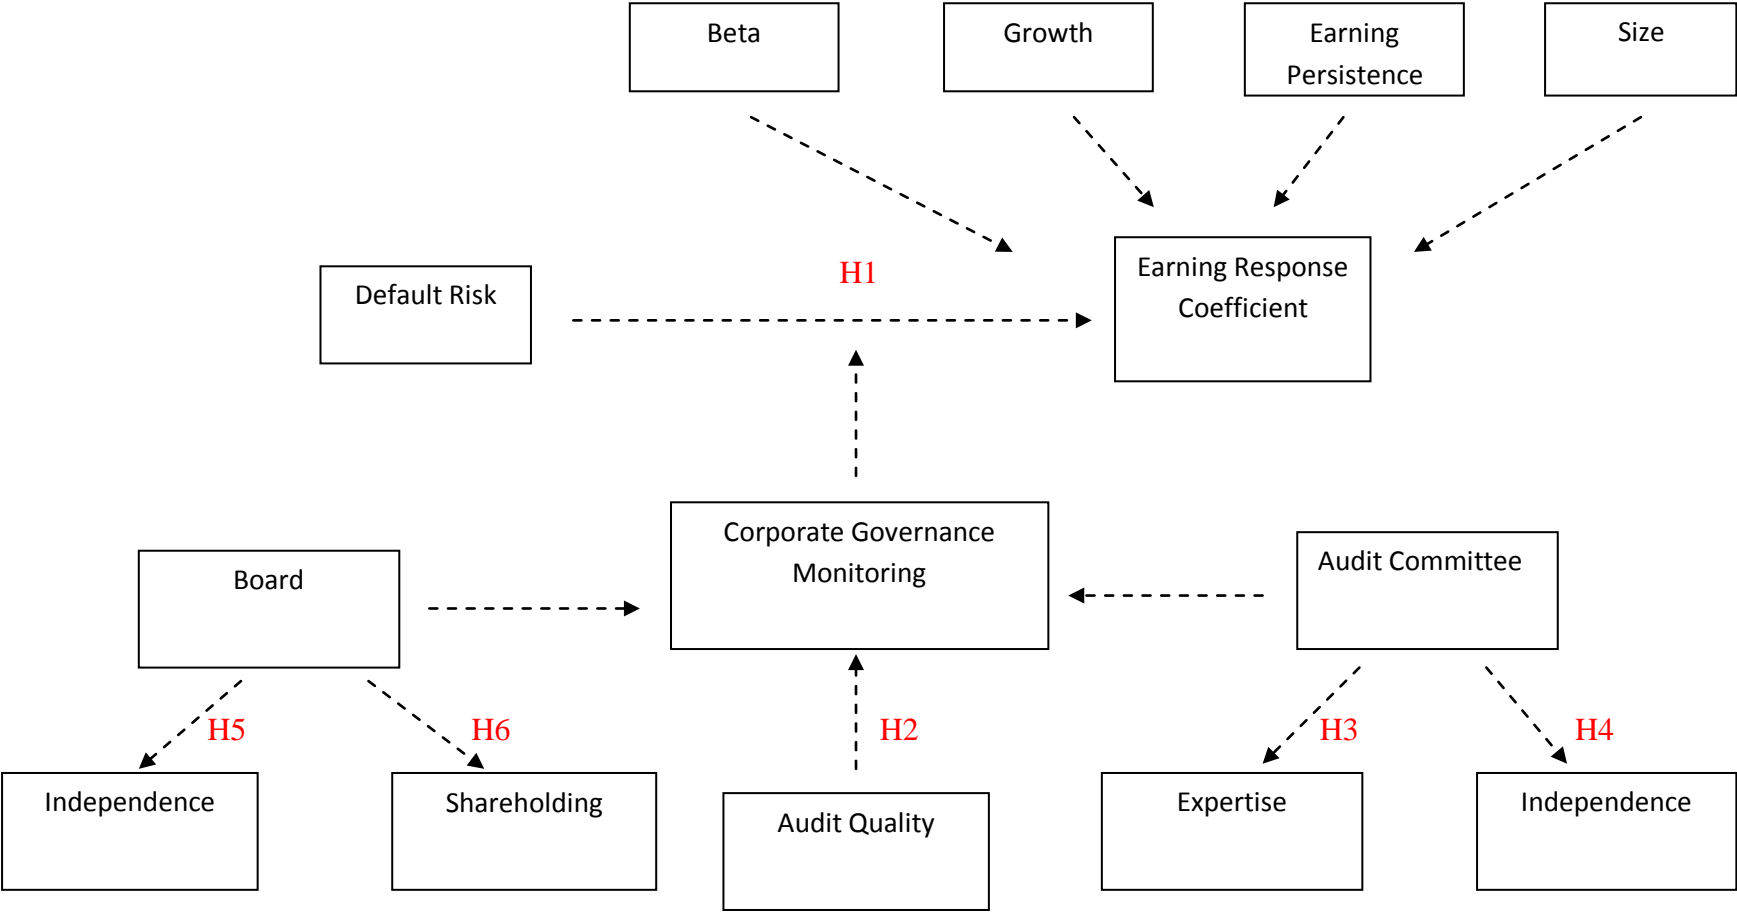 Beta
Growth
Earning
Persistence
Size
H1
Earning Response
Coefficient
Default Risk
Corporate Governance
Monitoring
Audit Committee
Board
H5
H6
H2
H3
H4
Independence
Shareholding
Audit Quality
Expertise
Independence